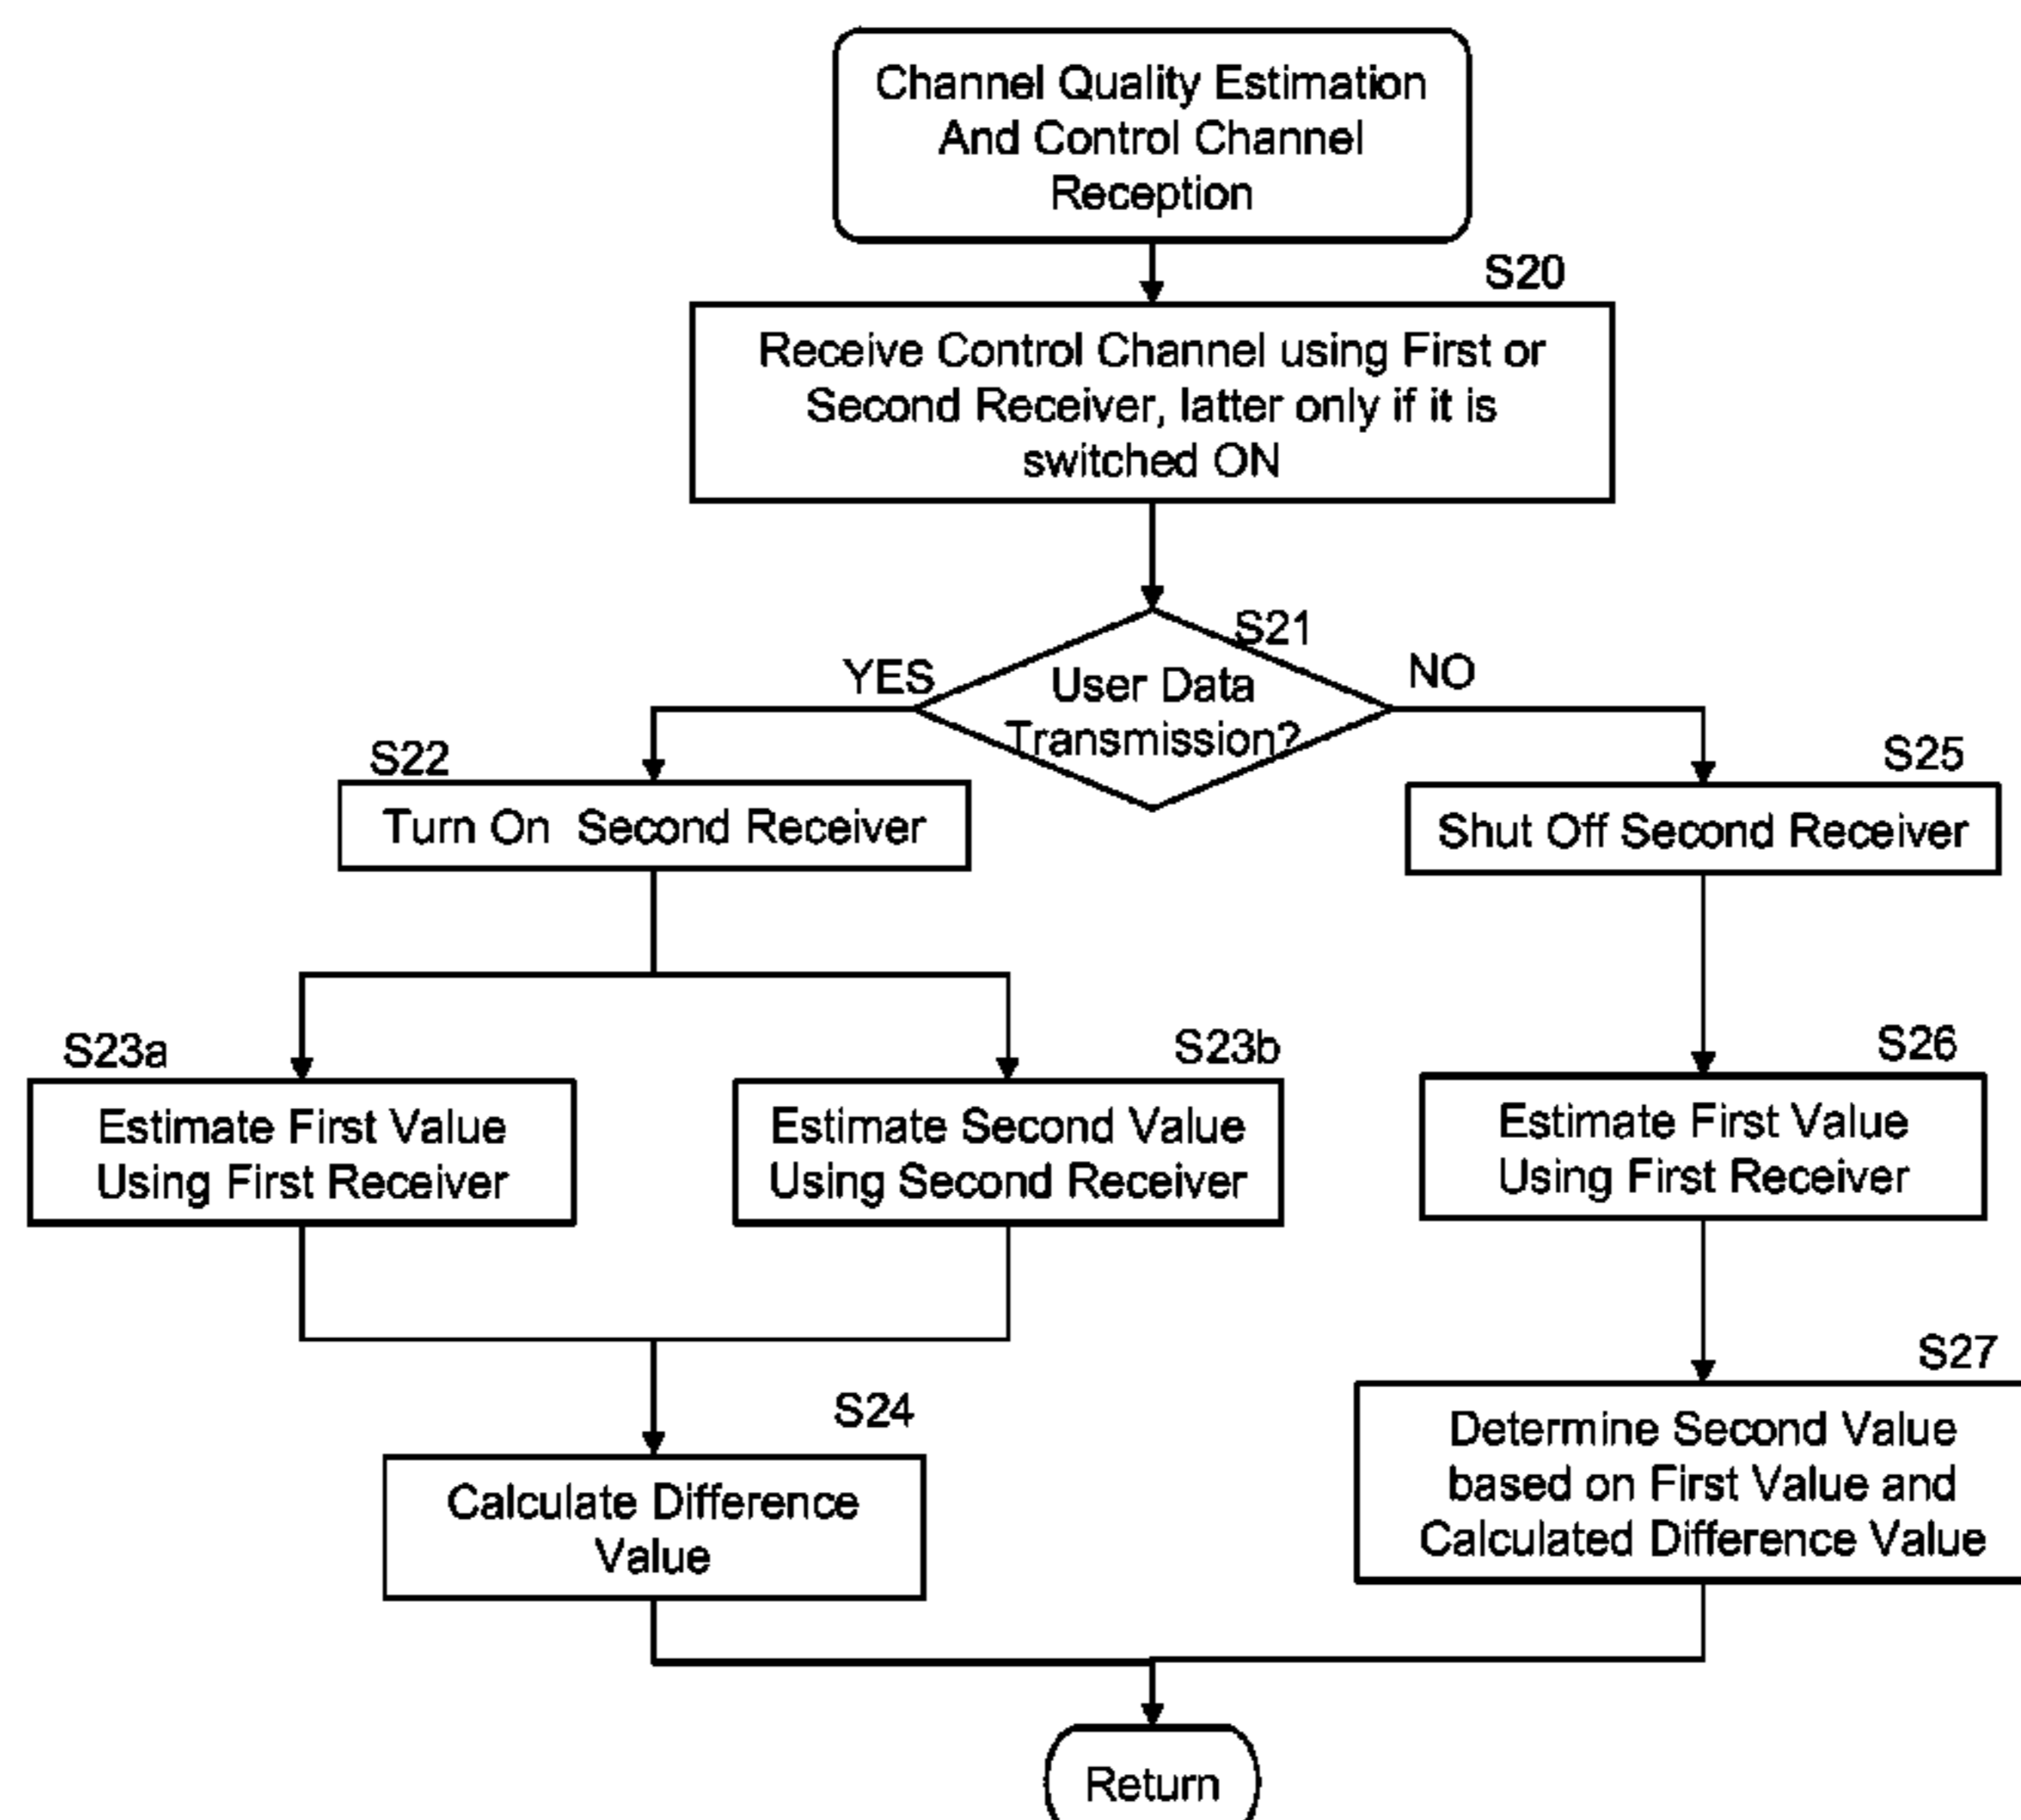 Channel Quality Estimation
And Control Channel
Reception
S20
Receive Control Channel using First or
Second Receiver, latter only if it is
switched ON
S21
YES
User Data
Transmission?
NO
S22
Turn On Second Receiver
S25
Shut Off Second Receiver
S23a
Estimate First Value
Using First Receiver
S23b
Estimate Second Value
Using Second Receiver
S26
Estimate First Value
Using First Receiver
S24
Calculate Difference
Value
S27
Determine Second Value
based on First Value and
Calculated Difference Value
Return